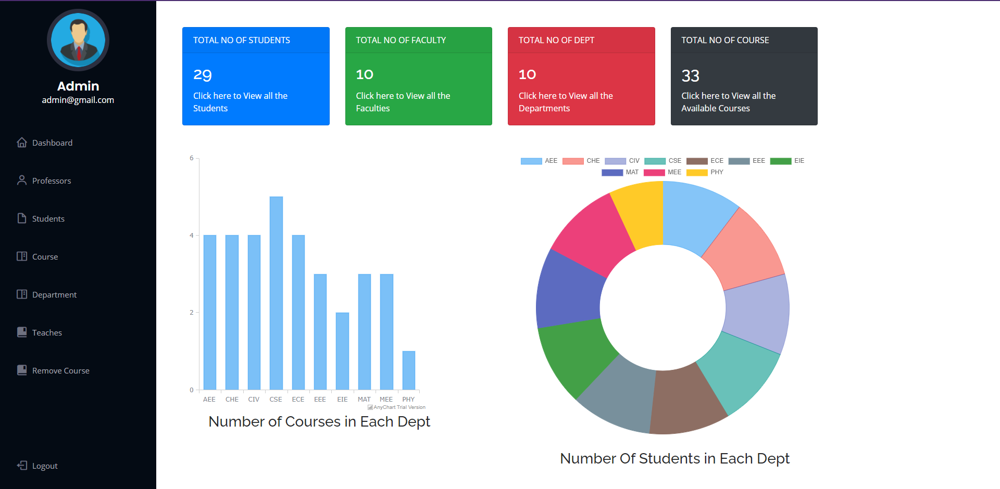 Admin
admin@gmail.com
Dashboard
Professors
Students
Course
Department
Teaches
Remove Course
Logout
TOTAL NO OF STUDENTS
29
Click here to View all the
Students
TOTAL NO OF FACULTY
10
Click here to View all the
Faculties
TOTAL NO OF DEPT
10
Click here to View all the
Departments
TOTAL NO OF COURSE
33
Click here to View all the
Available Courses
6
4
2
0
AEE CHE CIV CSE ECE EEE EIE MAT MEE PHY
AnyChart Trial Version
Number of Courses in Each Dept
AEE CHE CIV CSE ECE EEE EIE
MAT MEE PHY
Number Of Students in Each Dept